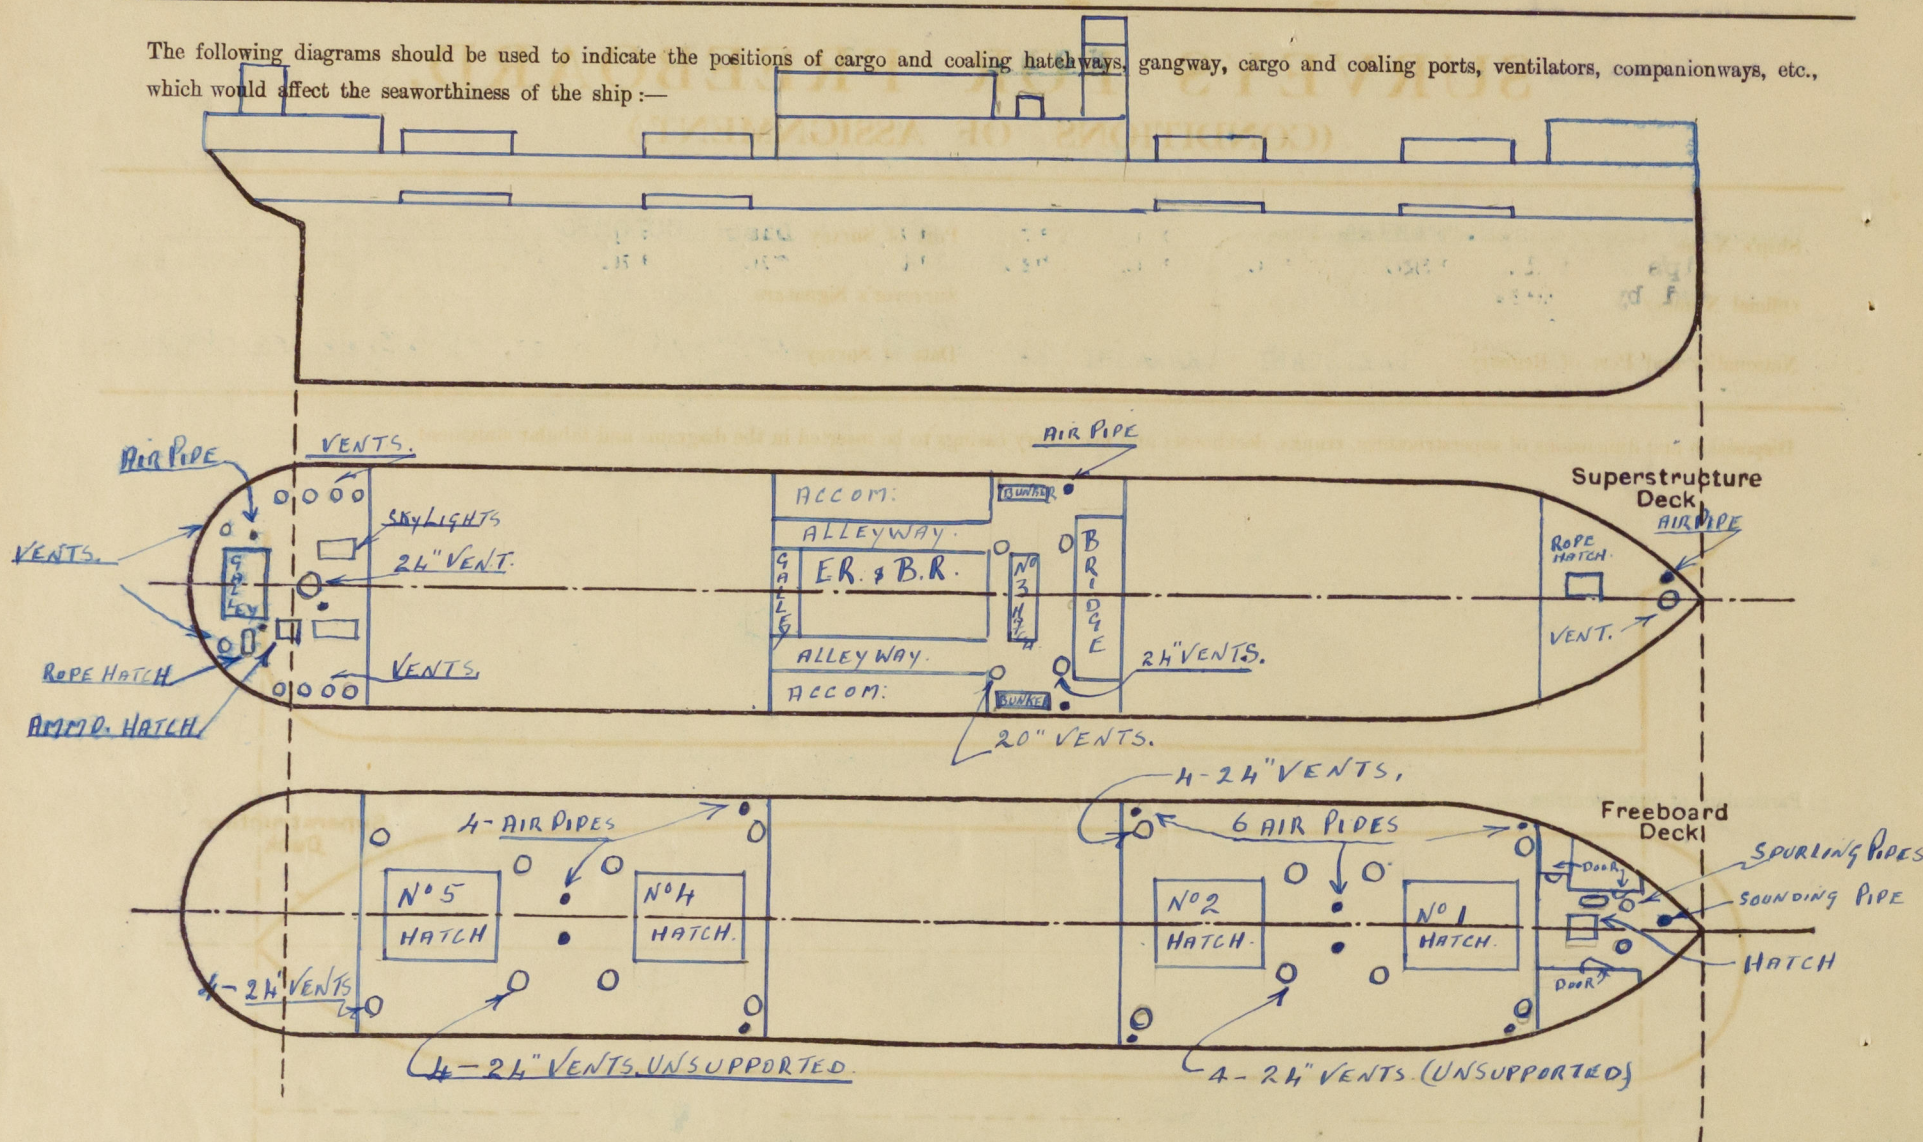 The following diagrams should be used to indicate the positions of cargo and coaling hatchways, gangway, cargo and coaling ports, ventilators, companionways, etc.,
which would affect the seaworthiness of the ship :—
AIR PIPE
VENTS.
AIR PIPE
Superstructure
Deck
AIR PIPE
VENTS.
SKYLIGHTS
24" VENT.
GALLEY
ROPE HATCH
AMMO. HATCH
VENTS.
ACCOM:
ALLEYWAY.
GALLEY
ER. & B.R.
ALLEYWAY.
ACCOM:
BUNKER
No 3 HATCH
BRIDGE
BUNKER
24" VENTS.
20" VENTS.
ROPE
HATCH.
VENT.
4-24" VENTS.
Freeboard
Deck
4-AIR PIPES
6 AIR PIPES
No 5
HATCH
No 4
HATCH.
No 2
HATCH.
No 1
HATCH.
DOOR
SPURLING PIPES
SOUNDING PIPE
HATCH
DOOR
4-24" VENTS
4-24" VENTS. UNSUPPORTED.
4-24" VENTS. (UNSUPPORTED)